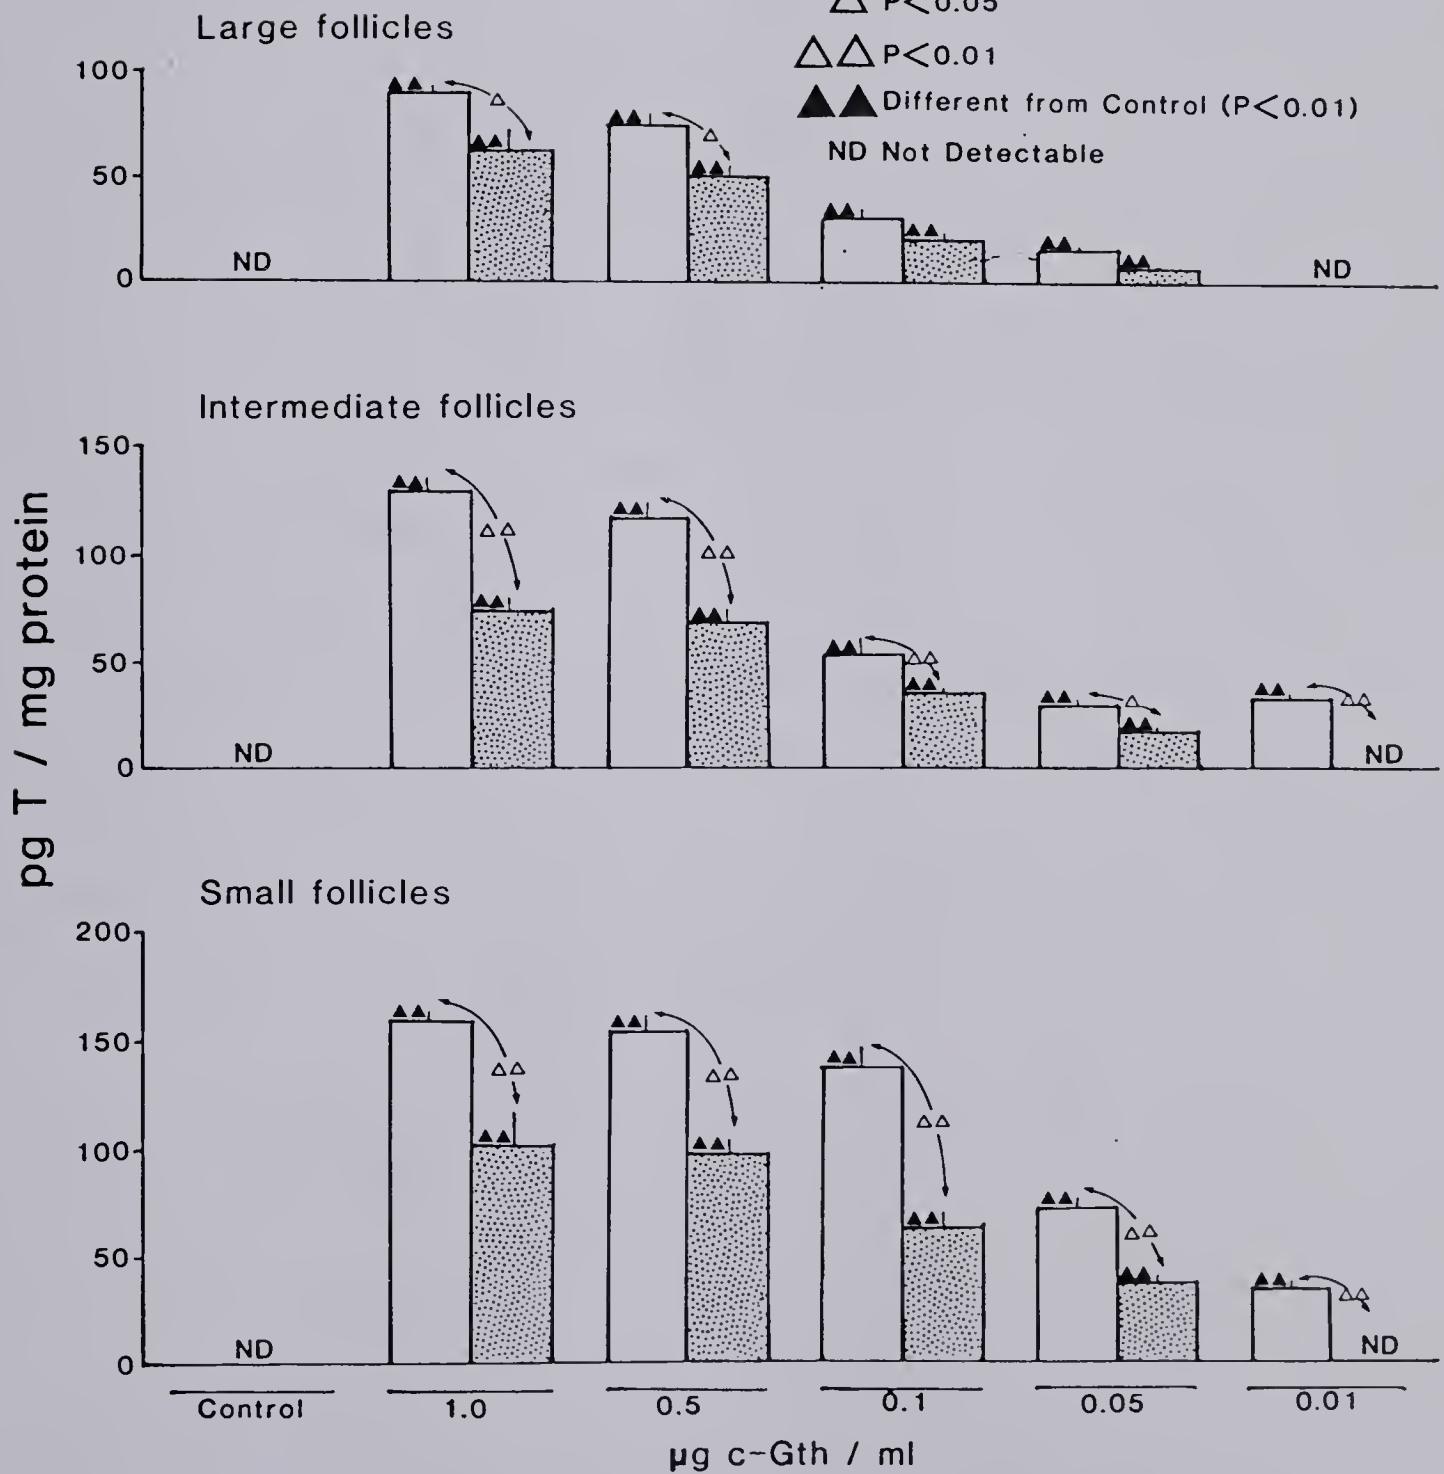 △ P<0.05
Large follicles
△△ P<0.01
▲▲ Different from Control (P<0.01)
ND Not Detectable
100
50
0
ND
ND
Intermediate follicles
150
100
50
0
ND
ND
pg T / mg protein
Small follicles
200
150
100
50
0
ND
ND
Control 1.0 0.5 0.1 0.05 0.01
µg c-Gth / ml